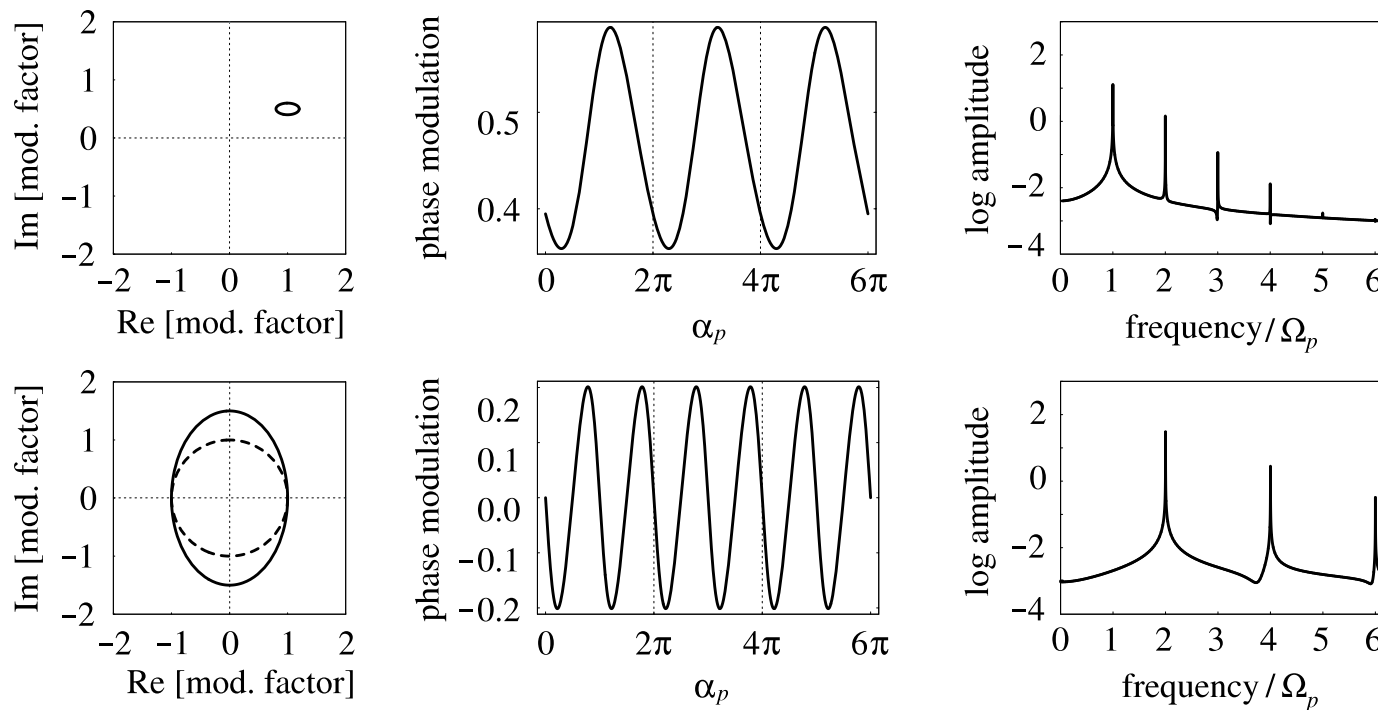 2
1
0
−1
−2
Im [mod. factor]
−2 −1 0 1 2
Re [mod. factor]
phase modulation
0.5
0.4
0 2π 4π 6π
α_p
log amplitude
2
0
−2
−4
0 1 2 3 4 5 6
frequency / Ω_p
2
1
0
−1
−2
Im [mod. factor]
−2 −1 0 1 2
Re [mod. factor]
phase modulation
0.2
0.1
0.0
−0.1
−0.2
0 2π 4π 6π
α_p
log amplitude
2
0
−2
−4
0 1 2 3 4 5 6
frequency / Ω_p